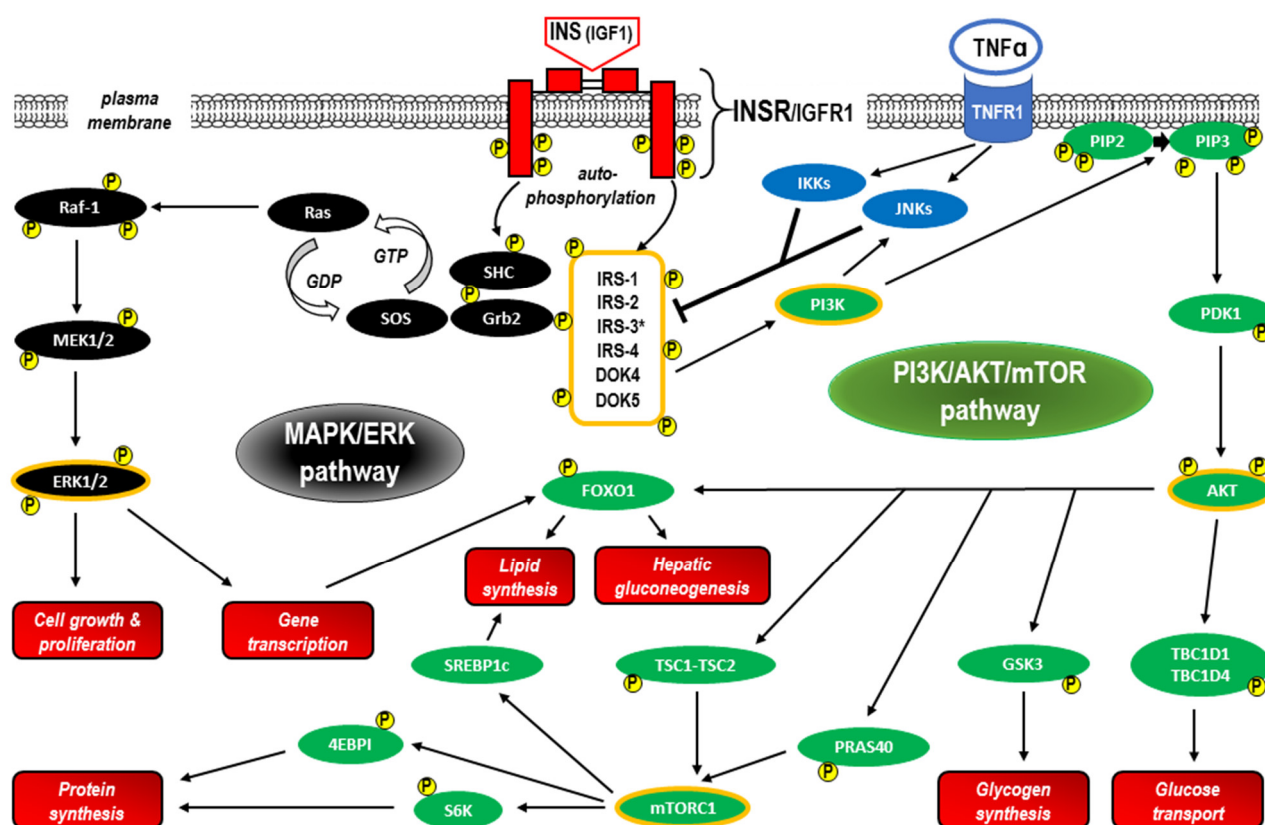 INS (IGF1)
TNFα
plasma
membrane
INSR/IGFR1
TNFR1
P
P
P
P
P
P
PIP2
P
P
PIP3
P
P
P
auto-
phosphorylation
IKKs
JNKs
P
Raf-1
P
P
Ras
GTP
GDP
P
SHC
P
SOS
Grb2
P
P
IRS-1
IRS-2
IRS-3*
IRS-4
DOK4
DOK5
P
P
P
P
PI3K
PDK1
P
P
MEK1/2
P
PI3K/AKT/mTOR
pathway
MAPK/ERK
pathway
P
ERK1/2
P
P
FOXO1
P
P
AKT
Lipid
synthesis
Hepatic
gluconeogenesis
Cell growth &
proliferation
Gene
transcription
SREBP1c
TSC1-TSC2
P
GSK3
P
TBC1D1
TBC1D4
P
P
4EBPI
PRAS40
P
Protein
synthesis
P
S6K
mTORC1
Glycogen
synthesis
Glucose
transport